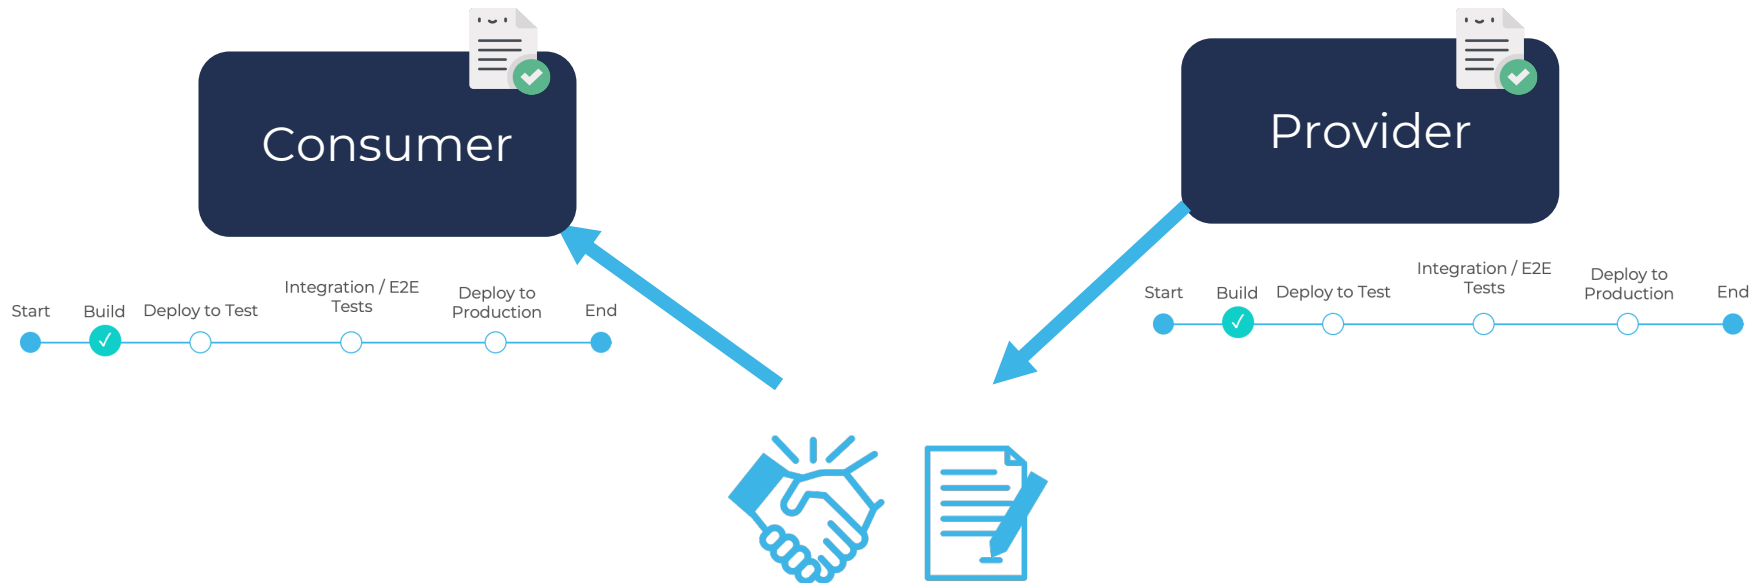 Consumer
Provider
Start
Build
Deploy to Test
Integration / E2E
Tests
Deploy to
Production
End
Start
Build
Deploy to Test
Integration / E2E
Tests
Deploy to
Production
End